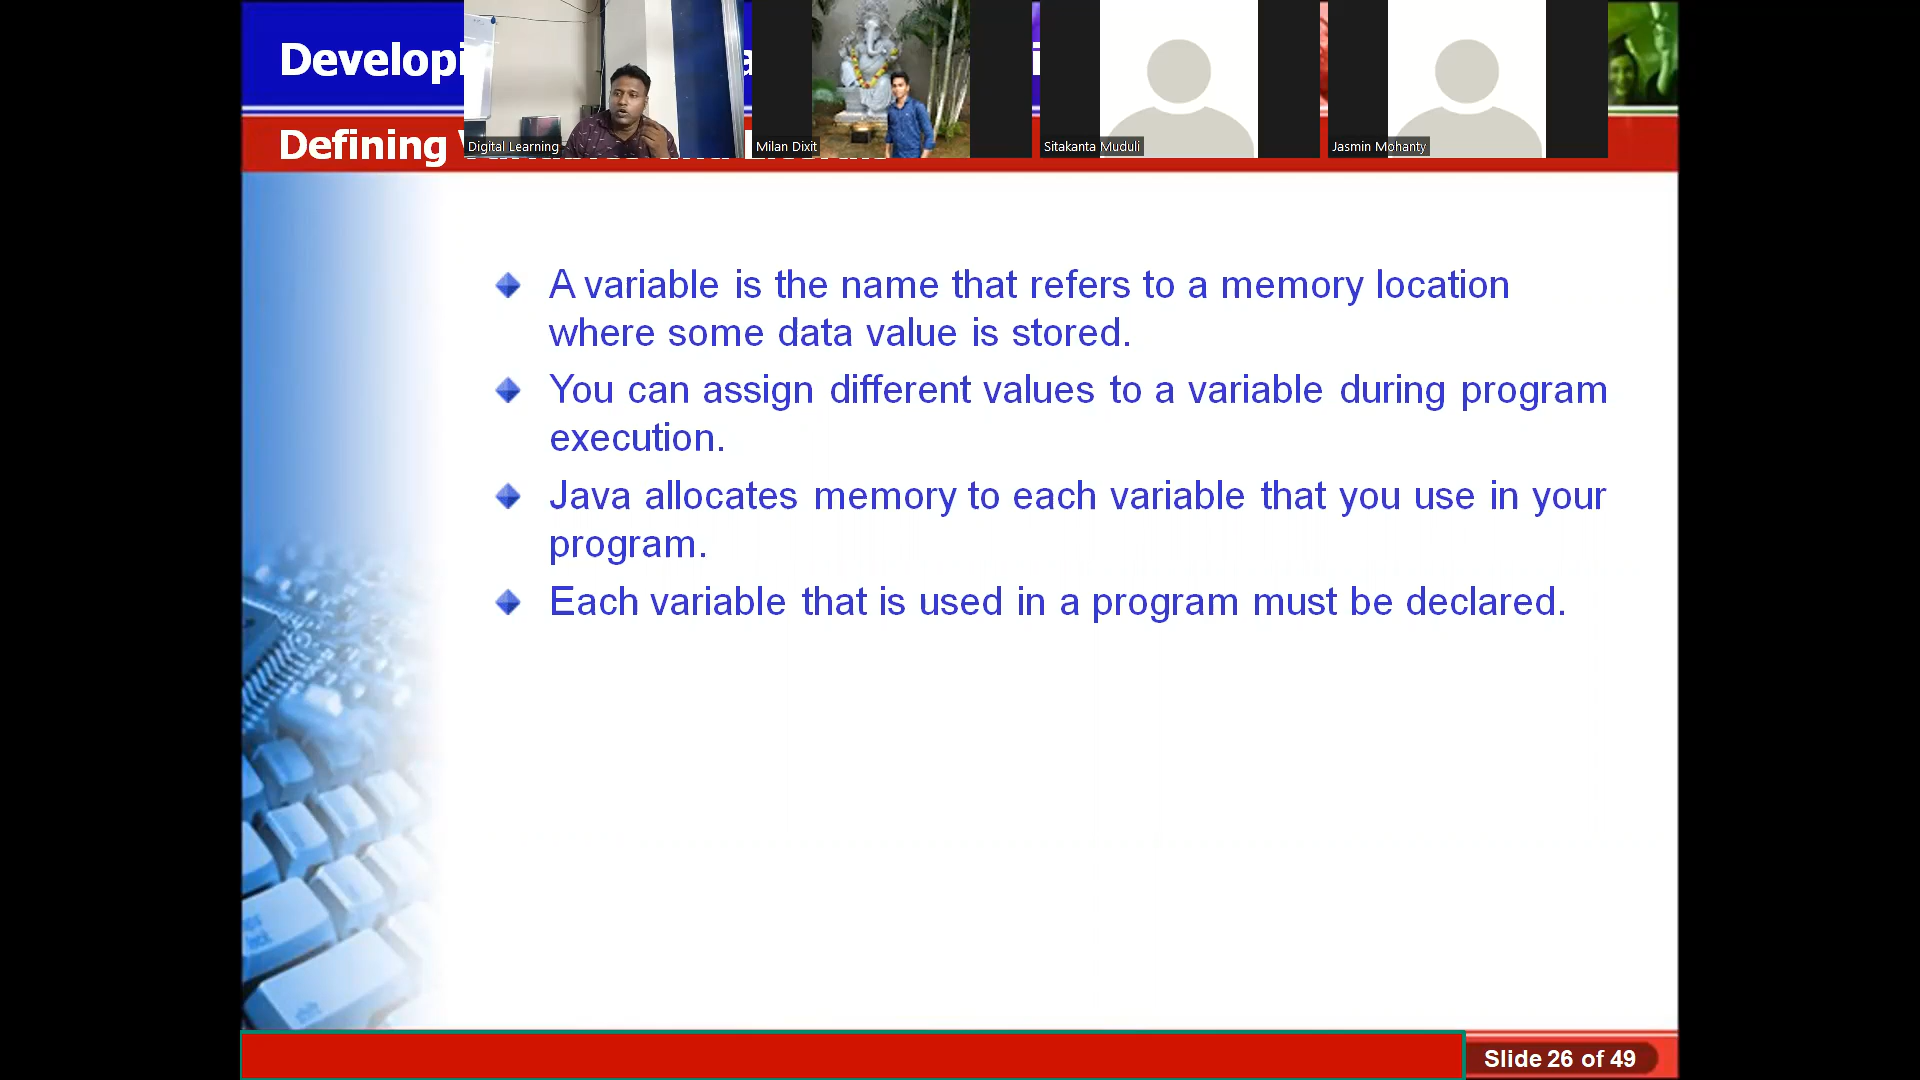 Developi
Defining
Digital Learning
Milan Dixit
Sitakanta Muduli
Jasmin Mohanty
A variable is the name that refers to a memory location
where some data value is stored.
You can assign different values to a variable during program
execution.
Java allocates memory to each variable that you use in your
program.
Each variable that is used in a program must be declared.
Slide 26 of 49